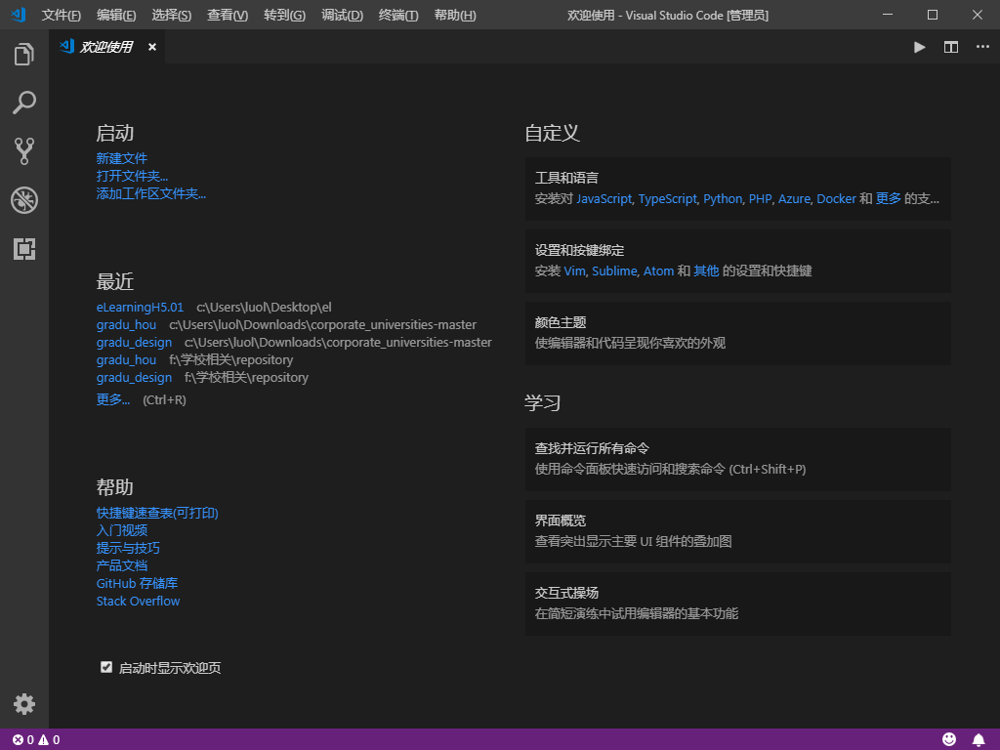 文件(F) 编辑(E) 选择(S) 查看(V) 转到(G) 调试(D) 终端(T) 帮助(H) 欢迎使用 - Visual Studio Code [管理员]
欢迎使用
启动
新建文件
打开文件夹...
添加工作区文件夹...
最近
eLearningH5.01 c:\Users\luol\Desktop\el
gradu_hou c:\Users\luol\Downloads\corporate_universities-master
gradu_design c:\Users\luol\Downloads\corporate_universities-master
gradu_hou f:\学校相关\repository
gradu_design f:\学校相关\repository
更多... (Ctrl+R)
帮助
快捷键速查表(可打印)
入门视频
提示与技巧
产品文档
GitHub 存储库
Stack Overflow
启动时显示欢迎页
自定义
工具和语言
安装对 JavaScript, TypeScript, Python, PHP, Azure, Docker 和 更多 的支...
设置和按键绑定
安装 Vim, Sublime, Atom 和 其他 的设置和快捷键
颜色主题
使编辑器和代码呈现你喜欢的外观
学习
查找并运行所有命令
使用命令面板快速访问和搜索命令 (Ctrl+Shift+P)
界面概览
查看突出显示主要 UI 组件的叠加图
交互式操场
在简短演练中试用编辑器的基本功能
0 0